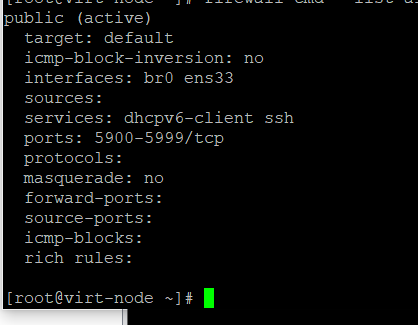 public (active)
target: default
icmp-block-inversion: no
interfaces: br0 ens33
sources:
services: dhcpv6-client ssh
ports: 5900-5999/tcp
protocols:
masquerade: no
forward-ports:
source-ports:
icmp-blocks:
rich rules:
[root@virt-node ~]#